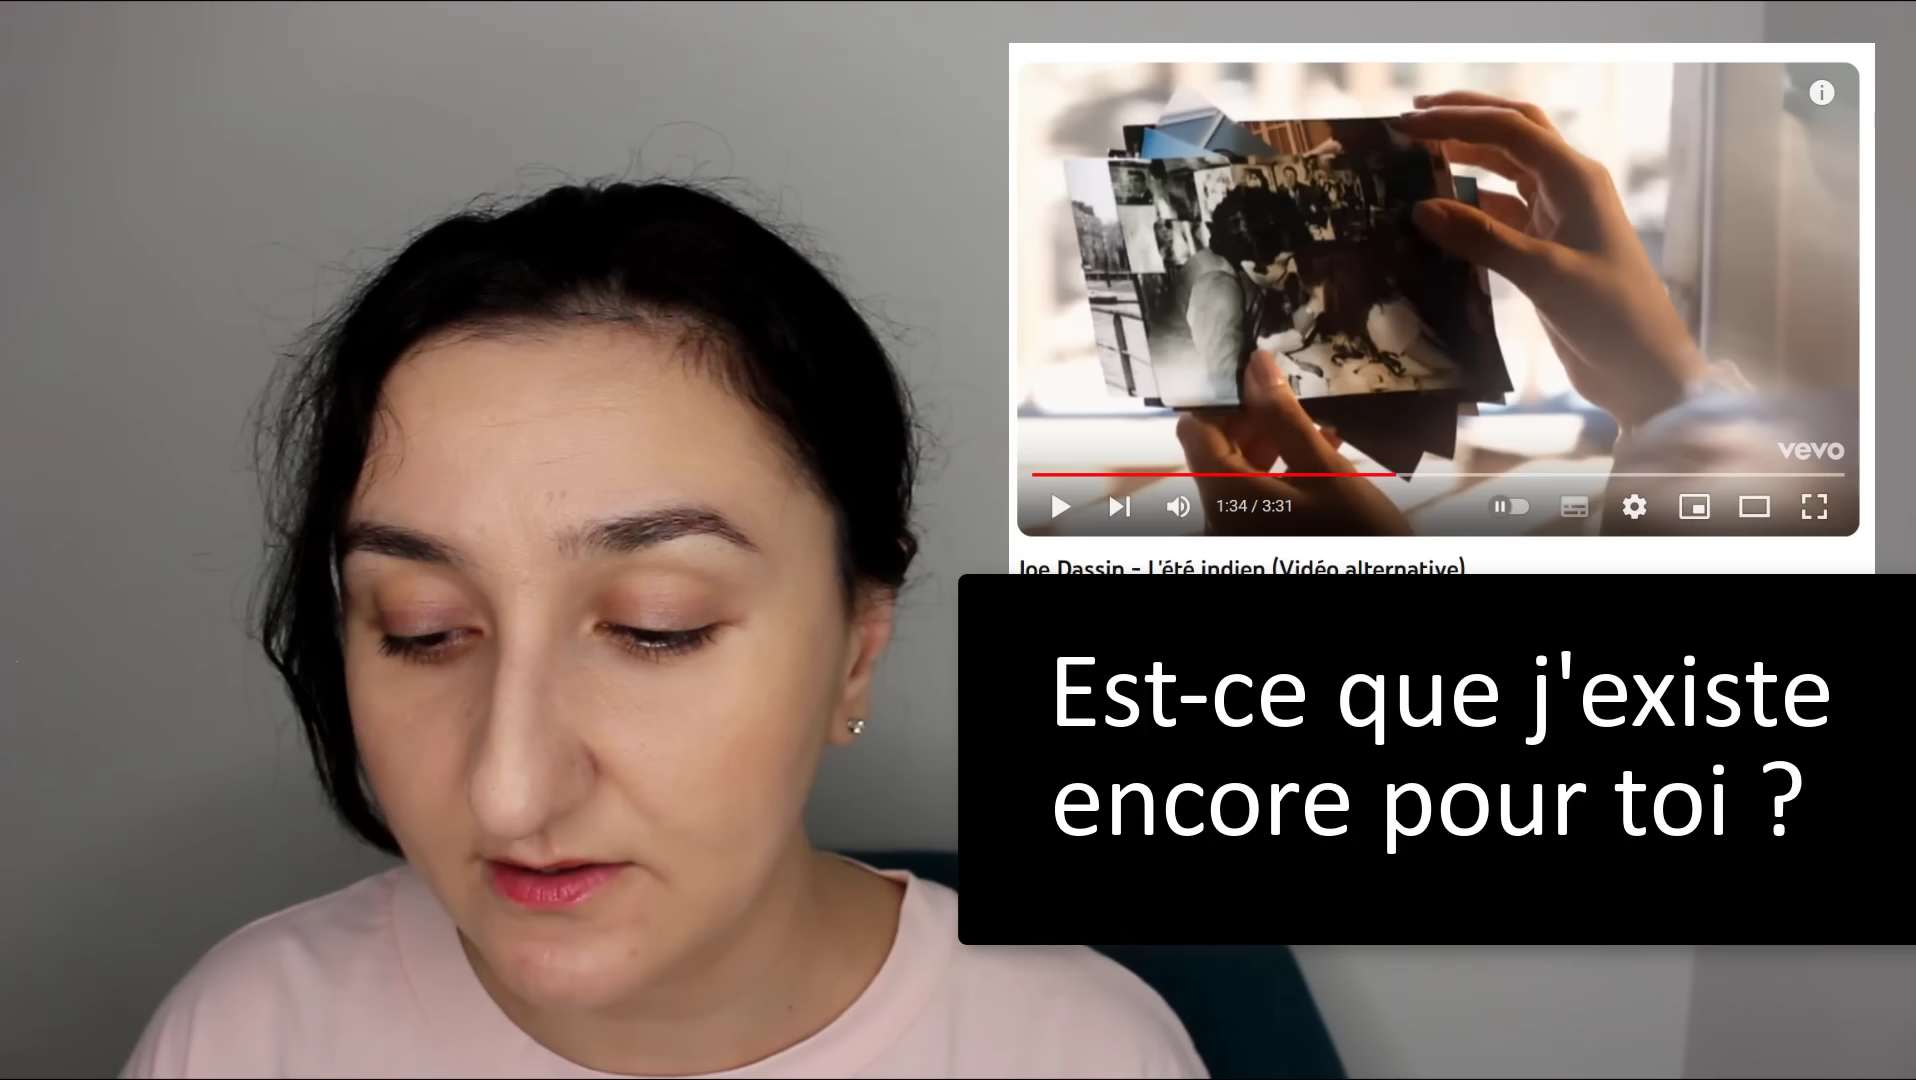 vevo
1:34 / 3:31
Joe Dassin - L'été indien (Vidéo alternative)
Est-ce que j'existe
encore pour toi ?